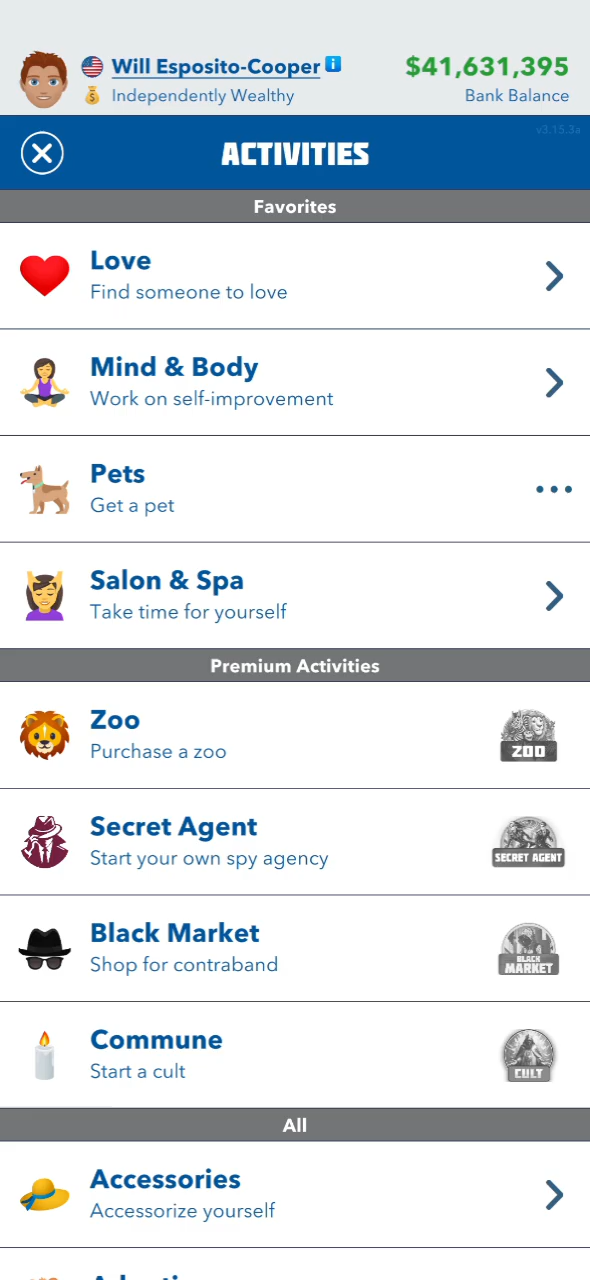 Will Esposito-Cooper i
$41,631,395
Independently Wealthy
Bank Balance
v3.15.3a
ACTIVITIES
Favorites
Love
Find someone to love
Mind & Body
Work on self-improvement
Pets
Get a pet
Salon & Spa
Take time for yourself
Premium Activities
Zoo
Purchase a zoo
ZOO
Secret Agent
Start your own spy agency
SECRET AGENT
Black Market
Shop for contraband
BLACK
MARKET
Commune
Start a cult
CULT
All
Accessories
Accessorize yourself